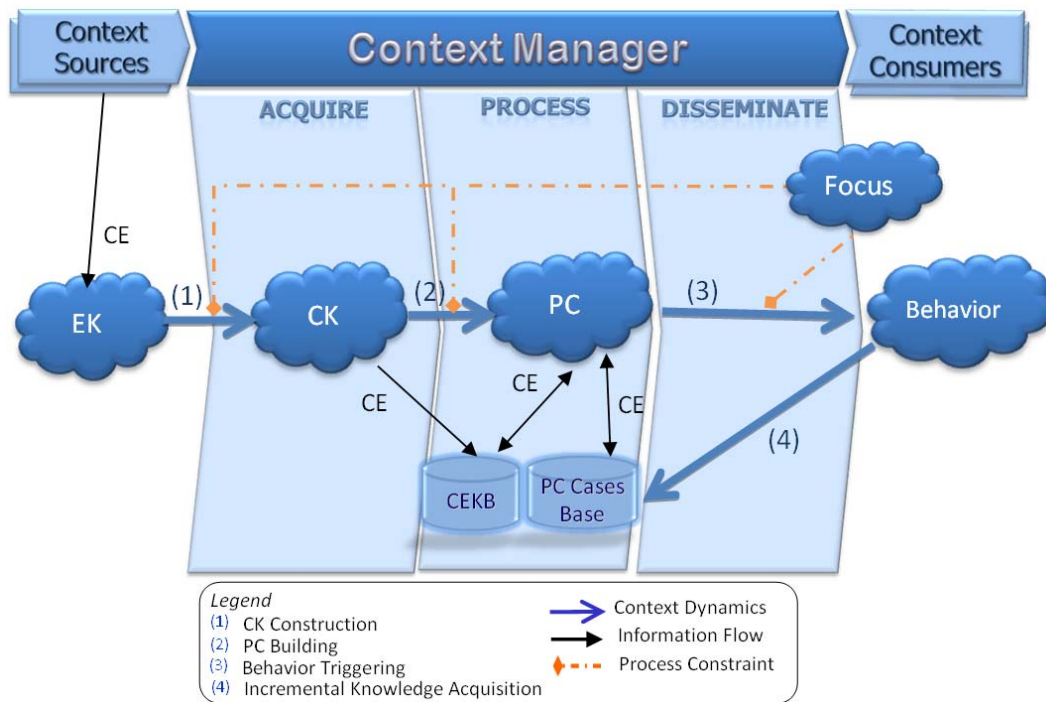 Context
Sources
Context Manager
Context
Consumers
ACQUIRE
PROCESS
DISSEMINATE
Focus
CE
(1)
(2)
(3)
EK
CK
PC
Behavior
CE
CE
CE
(4)
CEKB
PC Cases
Base
Legend
(1) CK Construction
(2) PC Building
(3) Behavior Triggering
(4) Incremental Knowledge Acquisition
Context Dynamics
Information Flow
Process Constraint